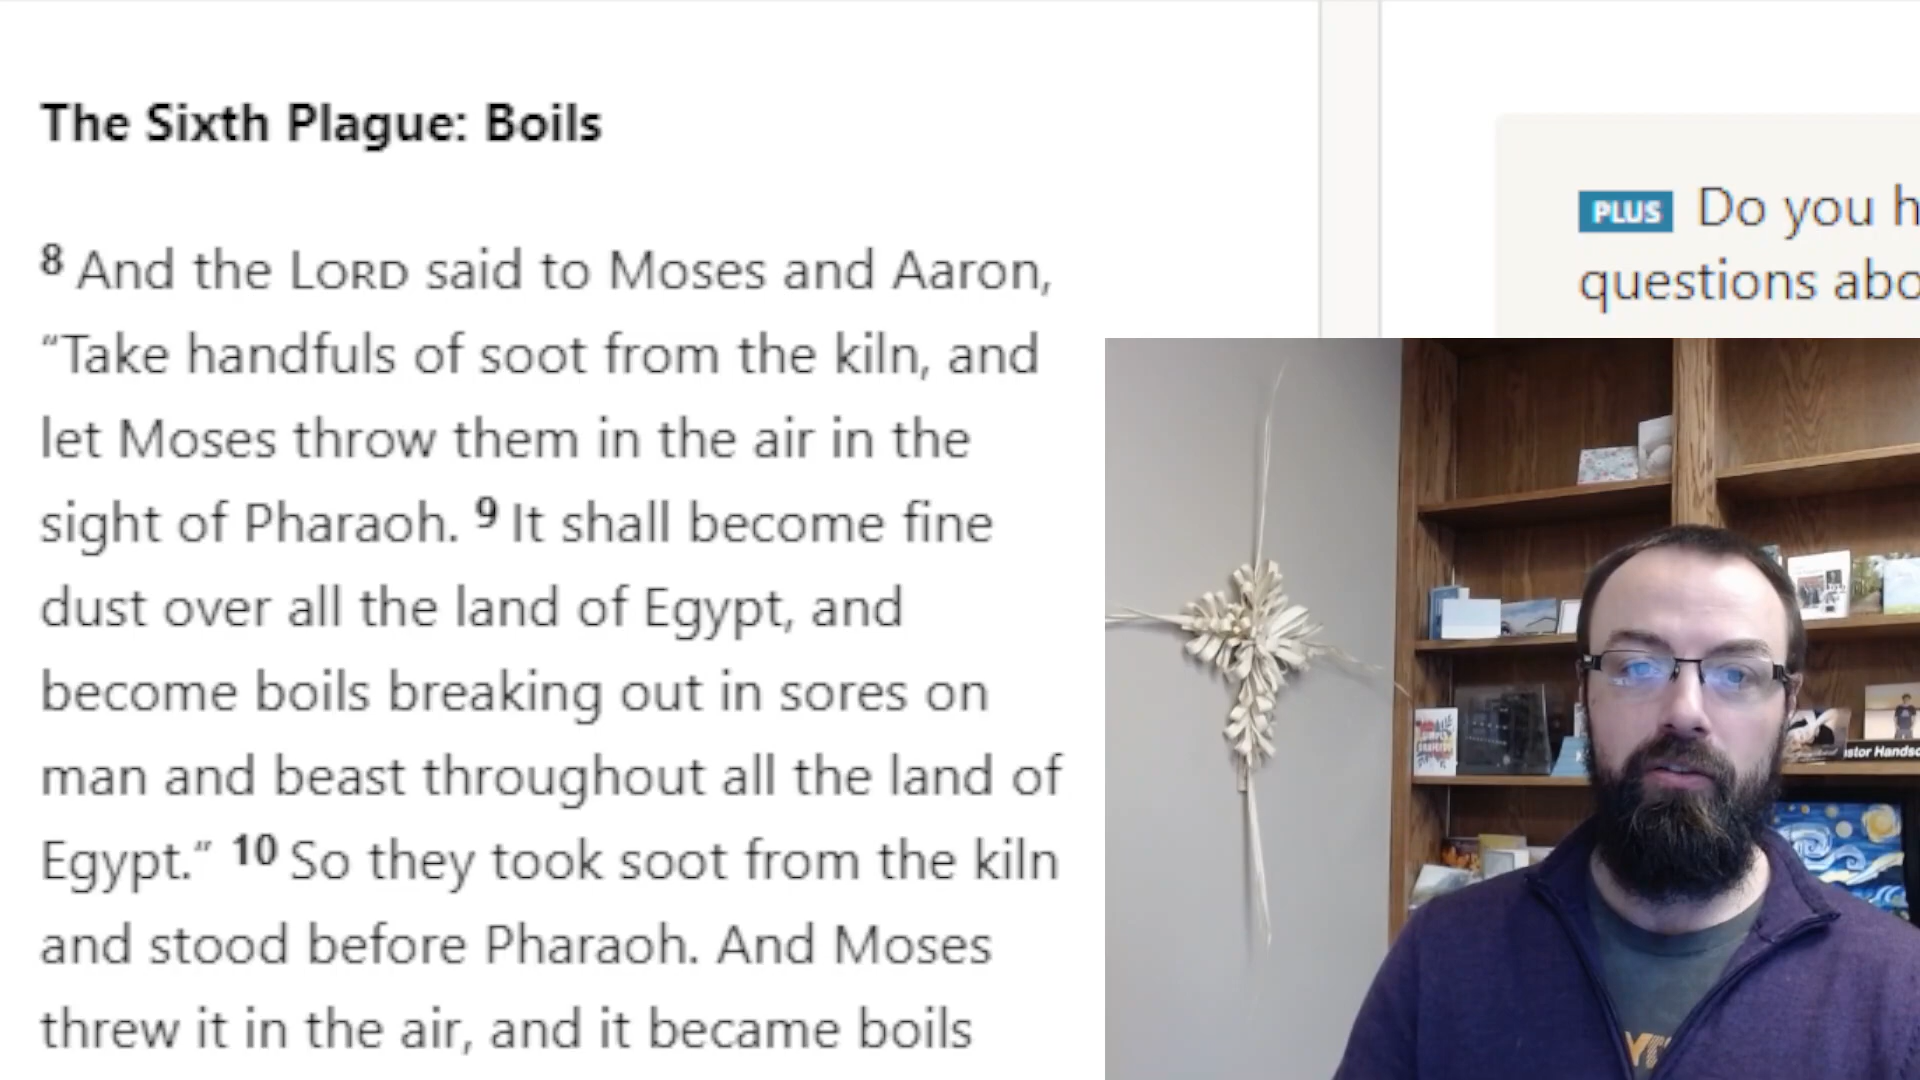 The Sixth Plague: Boils
8 And the LORD said to Moses and Aaron,
“Take handfuls of soot from the kiln, and
let Moses throw them in the air in the
sight of Pharaoh. 9 It shall become fine
dust over all the land of Egypt, and
become boils breaking out in sores on
man and beast throughout all the land of
Egypt.” 10 So they took soot from the kiln
and stood before Pharaoh. And Moses
threw it in the air, and it became boils
PLUS Do you h
questions abo
stor Handso